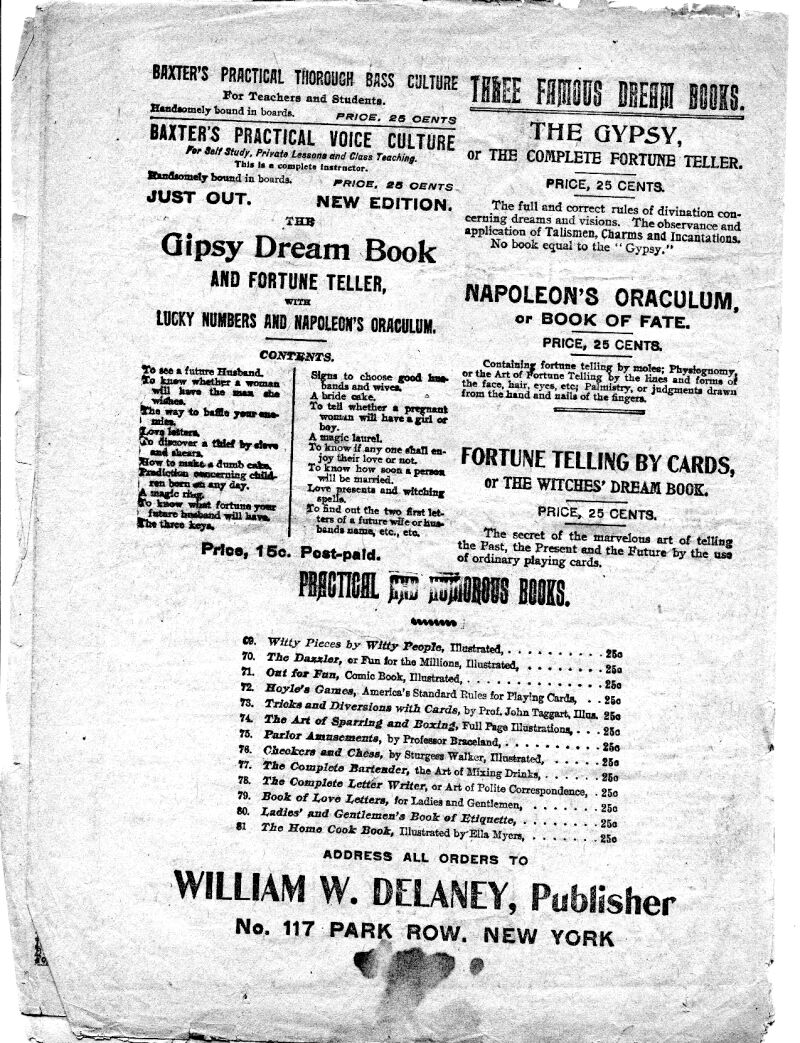 BAXTER'S PRACTICAL THOROUGH BASS CULTURE
For Teachers and Students.
Handsomely bound in boards. PRICE, 25 CENTS
BAXTER'S PRACTICAL VOICE CULTURE
For Self Study, Private Lessons and Class Teaching.
This is a complete instructor.
Handsomely bound in boards. PRICE, 25 CENTS
JUST OUT. NEW EDITION.
THE
Gipsy Dream Book
AND FORTUNE TELLER,
WITH
LUCKY NUMBERS AND NAPOLEON'S ORACULUM.
CONTENTS.
To see a future Husband.
To know whether a woman
will have the man she
wishes.
The way to baffle your ene-
mies.
Love letters.
To discover a thief by sieve
and shears.
How to make a dumb cake.
Prediction concerning child-
ren born on any day.
A magic ring.
To know what fortune your
future husband will have.
The three keys.
Signs to choose good hus-
bands and wives.
A bride cake.
To tell whether a pregnant
woman will have a girl or
boy.
A magic laurel.
To know if any one shall en-
joy their love or not.
To know how soon a person
will be married.
Love presents and witching
spells.
To find out the two first let-
ters of a future wife or hus-
bands name, etc., etc.
Price, 15c. Post-paid.
THREE FAMOUS DREAM BOOKS.
THE GYPSY,
or THE COMPLETE FORTUNE TELLER.
PRICE, 25 CENTS.
The full and correct rules of divination con-
cerning dreams and visions. The observance and
application of Talismen, Charms and Incantations.
No book equal to the "Gypsy."
NAPOLEON'S ORACULUM,
or BOOK OF FATE.
PRICE, 25 CENTS.
Containing fortune telling by moles; Physiognomy,
or the Art of Fortune Telling by the lines and forms of
the face, hair, eyes, etc; Palmistry, or judgments drawn
from the hand and nails of the fingers.
FORTUNE TELLING BY CARDS,
or THE WITCHES' DREAM BOOK.
PRICE, 25 CENTS.
The secret of the marvelous art of telling
the Past, the Present and the Future by the use
of ordinary playing cards.
PRACTICAL AND HUMOROUS BOOKS.
69. Witty Pieces by Witty People, Illustrated, . . . . . . . . . . 25c
70. The Dazzler, or Fun for the Millions, Illustrated, . . . . . . . . 25c
71. Out for Fun, Comic Book, Illustrated, . . . . . . . . . . . . . 25c
72. Hoyle's Games, America's Standard Rules for Playing Cards, . . 25c
73. Tricks and Diversions with Cards, by Prof. John Taggart, Illus. 25c
74. The Art of Sparring and Boxing, Full Page Illustrations, . . . 25c
75. Parlor Amusements, by Professor Braceland, . . . . . . . . . . 25c
76. Checkers and Chess, by Sturgess Walker, Illustrated, . . . . . 25c
77. The Complete Bartender, the Art of Mixing Drinks, . . . . . . 25c
78. The Complete Letter Writer, or Art of Polite Correspondence, . 25c
79. Book of Love Letters, for Ladies and Gentlemen, . . . . . . . 25c
80. Ladies' and Gentlemen's Book of Etiquette, . . . . . . . . 25c
81 The Home Cook Book, Illustrated by Ella Myers, . . . . . . . 25c
ADDRESS ALL ORDERS TO
WILLIAM W. DELANEY, Publisher
No. 117 PARK ROW, NEW YORK